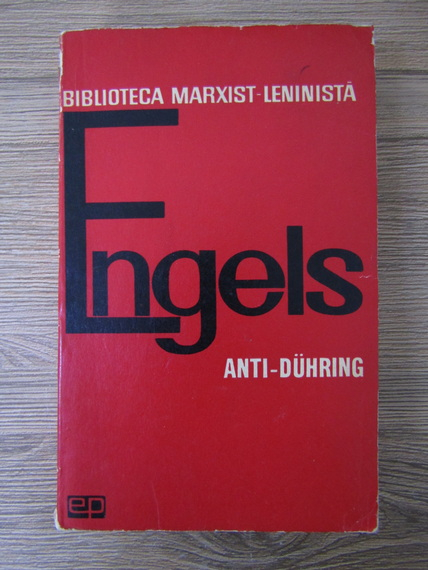 BIBLIOTECA MARXIST-LENINISTĂ
Engels
ANTI-DÜHRING
ep